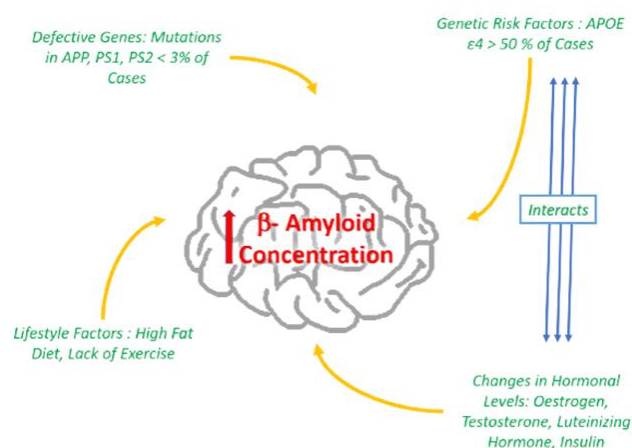 Defective Genes: Mutations
in APP, PS1, PS2 < 3% of
Cases
Genetic Risk Factors : APOE
ε4 > 50 % of Cases
Interacts
β- Amyloid
Concentration
Lifestyle Factors : High Fat
Diet, Lack of Exercise
Changes in Hormonal
Levels: Oestrogen,
Testosterone, Luteinizing
Hormone, Insulin